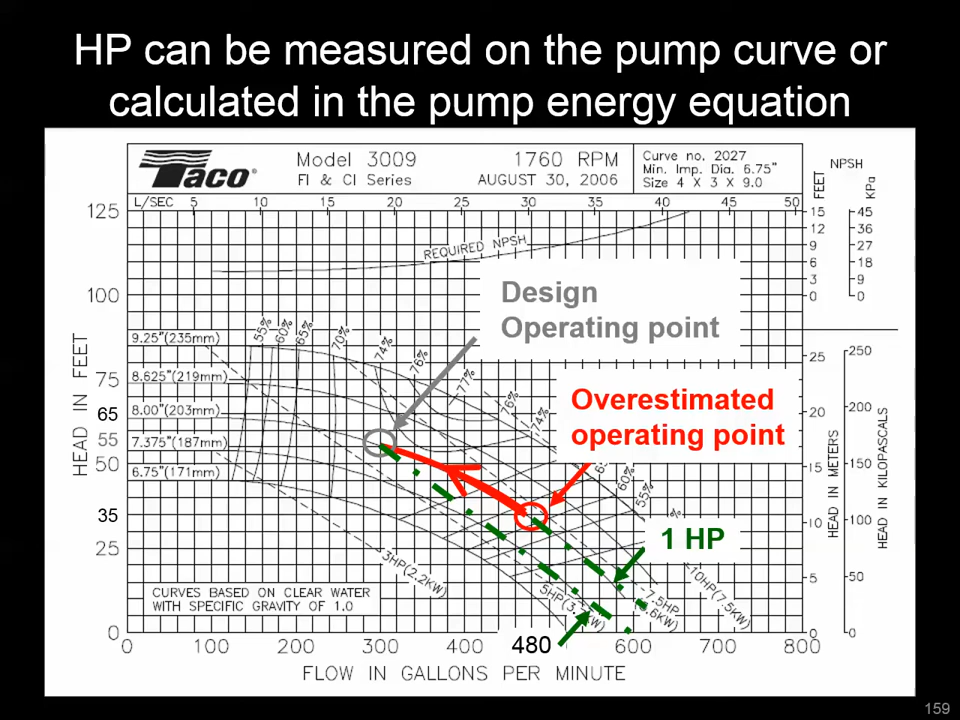 HP can be measured on the pump curve or
calculated in the pump energy equation
Taco®
Model 3009
FI & CI Series
1760 RPM
AUGUST 30, 2006
Curve no. 2027
Min. Imp. Dia. 6.75"
Size 4 X 3 X 9.0
NPSH
FEET
KPa
L/SEC 5 10 15 20 25 30 35 40 45 50
125
100
75
65
55
50
35
25
0
HEAD IN FEET
15
12
9
6
3
0
45
36
27
18
9
0
REQUIRED NPSH
Design
Operating point
Overestimated
operating point
9.25"(235mm)
8.625"(219mm)
8.00"(203mm)
7.375"(187mm)
6.75"(171mm)
55%
60%
65%
70%
74%
76%
77%
76%
74%
60%
55%
25
20
15
10
5
0
HEAD IN METERS
250
200
150
100
50
0
HEAD IN KILOPASCALS
1 HP
3HP(2.2KW)
10HP(7.5KW)
7.5HP
CURVES BASED ON CLEAR WATER
WITH SPECIFIC GRAVITY OF 1.0
0 100 200 300 400 480 600 700 800
FLOW IN GALLONS PER MINUTE
159